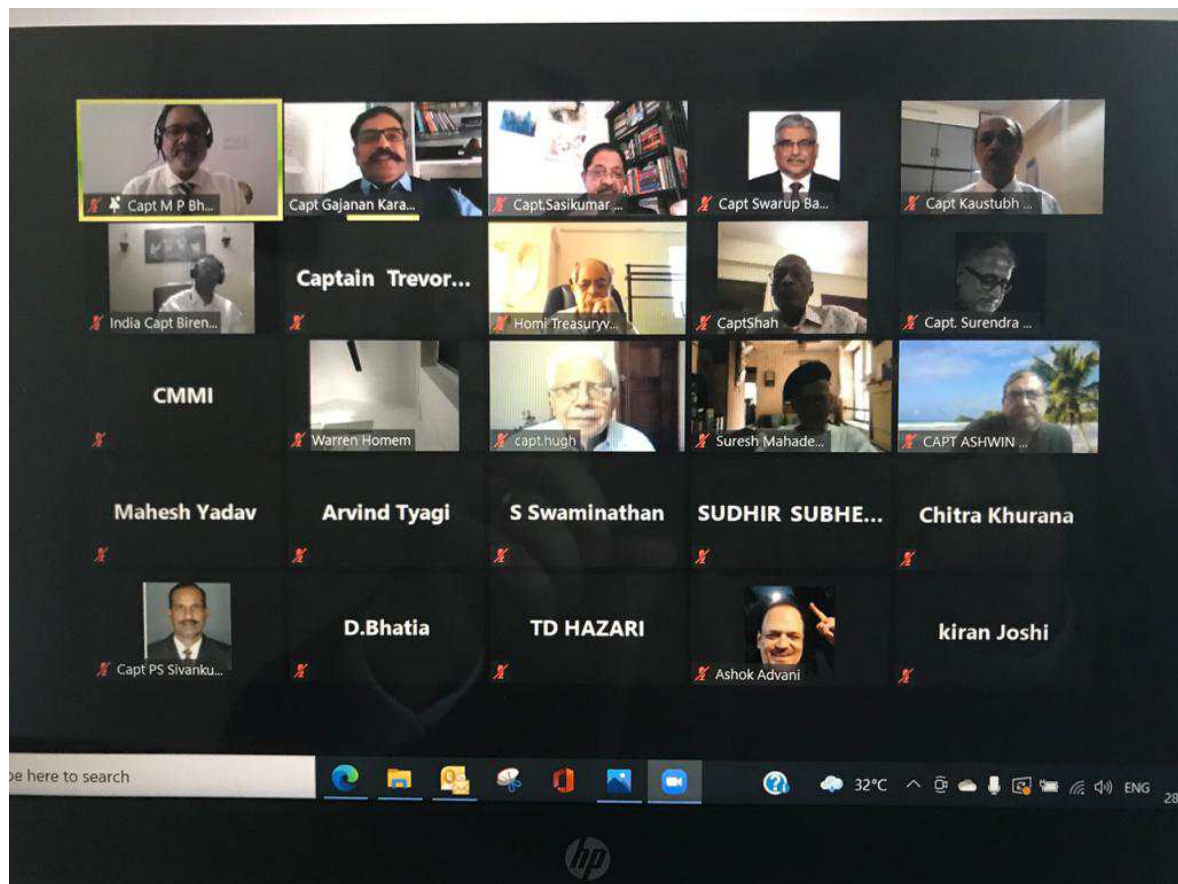 Capt M P Bh...
Capt Gajanan Kara...
Capt.Sasikumar ...
Capt Swarup Ba...
Capt Kaustubh ...
India Capt Biren...
Captain Trevor...
Homi Treasuryv...
CaptShah
Capt. Surendra ...
CMMI
Warren Homem
capt.hugh
Suresh Mahade...
CAPT ASHWIN ...
Mahesh Yadav
Arvind Tyagi
S Swaminathan
SUDHIR SUBHE...
Chitra Khurana
Capt PS Sivanku...
D.Bhatia
TD HAZARI
Ashok Advani
kiran Joshi
pe here to search
32°C
ENG
28
hp